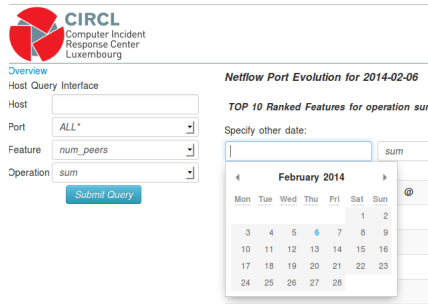 CIRCL
Computer Incident
Response Center
Luxembourg
Overview
Host Query Interface
Host
Port ALL*
Feature num_peers
Operation sum
Submit Query
Netflow Port Evolution for 2014-02-06
TOP 10 Ranked Features for operation sum
Specify other date:
sum
February 2014
Mon Tue Wed Thu Fri Sat Sun
1 2
3 4 5 6 7 8 9
10 11 12 13 14 15 16
17 18 19 20 21 22 23
24 25 26 27 28
@